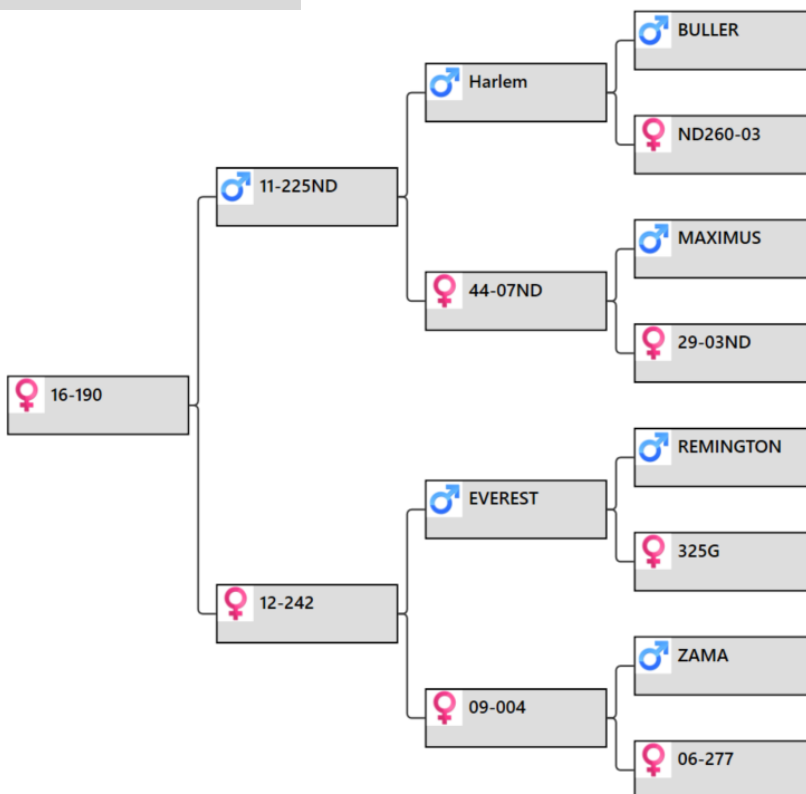 BULLER
Harlem
ND260-03
11-225ND
MAXIMUS
44-07ND
29-03ND
16-190
REMINGTON
EVEREST
325G
12-242
ZAMA
09-004
06-277